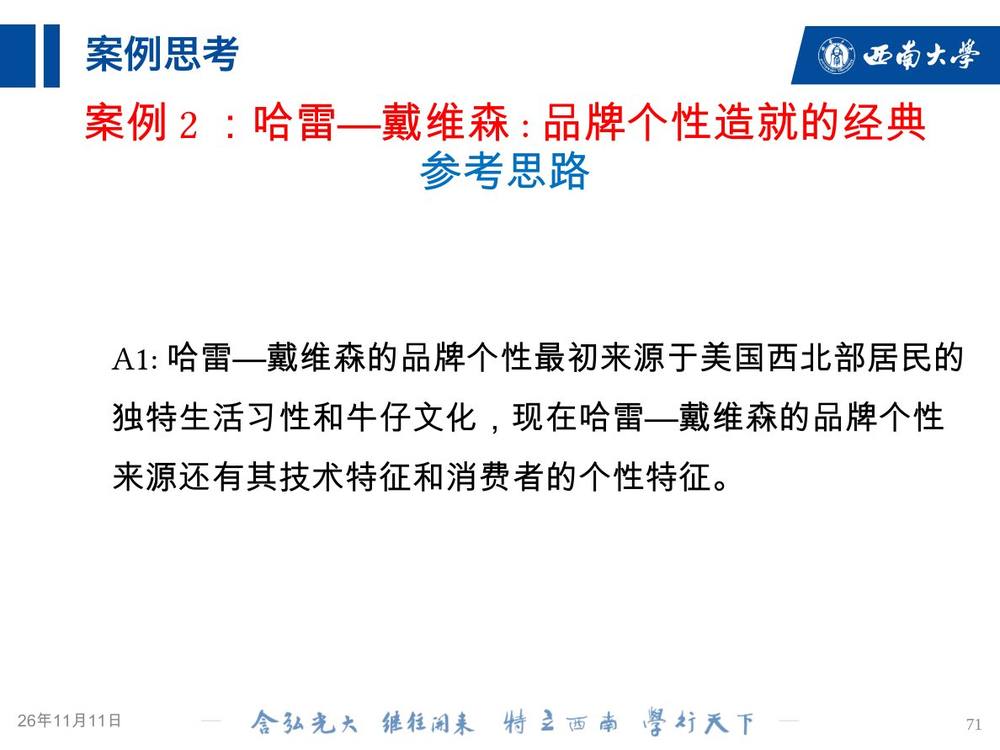 案例思考
西南大学
案例 2 ：哈雷—戴维森 : 品牌个性造就的经典
参考思路
A1: 哈雷—戴维森的品牌个性最初来源于美国西北部居民的
独特生活习性和牛仔文化，现在哈雷—戴维森的品牌个性
来源还有其技术特征和消费者的个性特征。
26年11月11日
含弘光大 继往开来 特立西南 學行天下
71